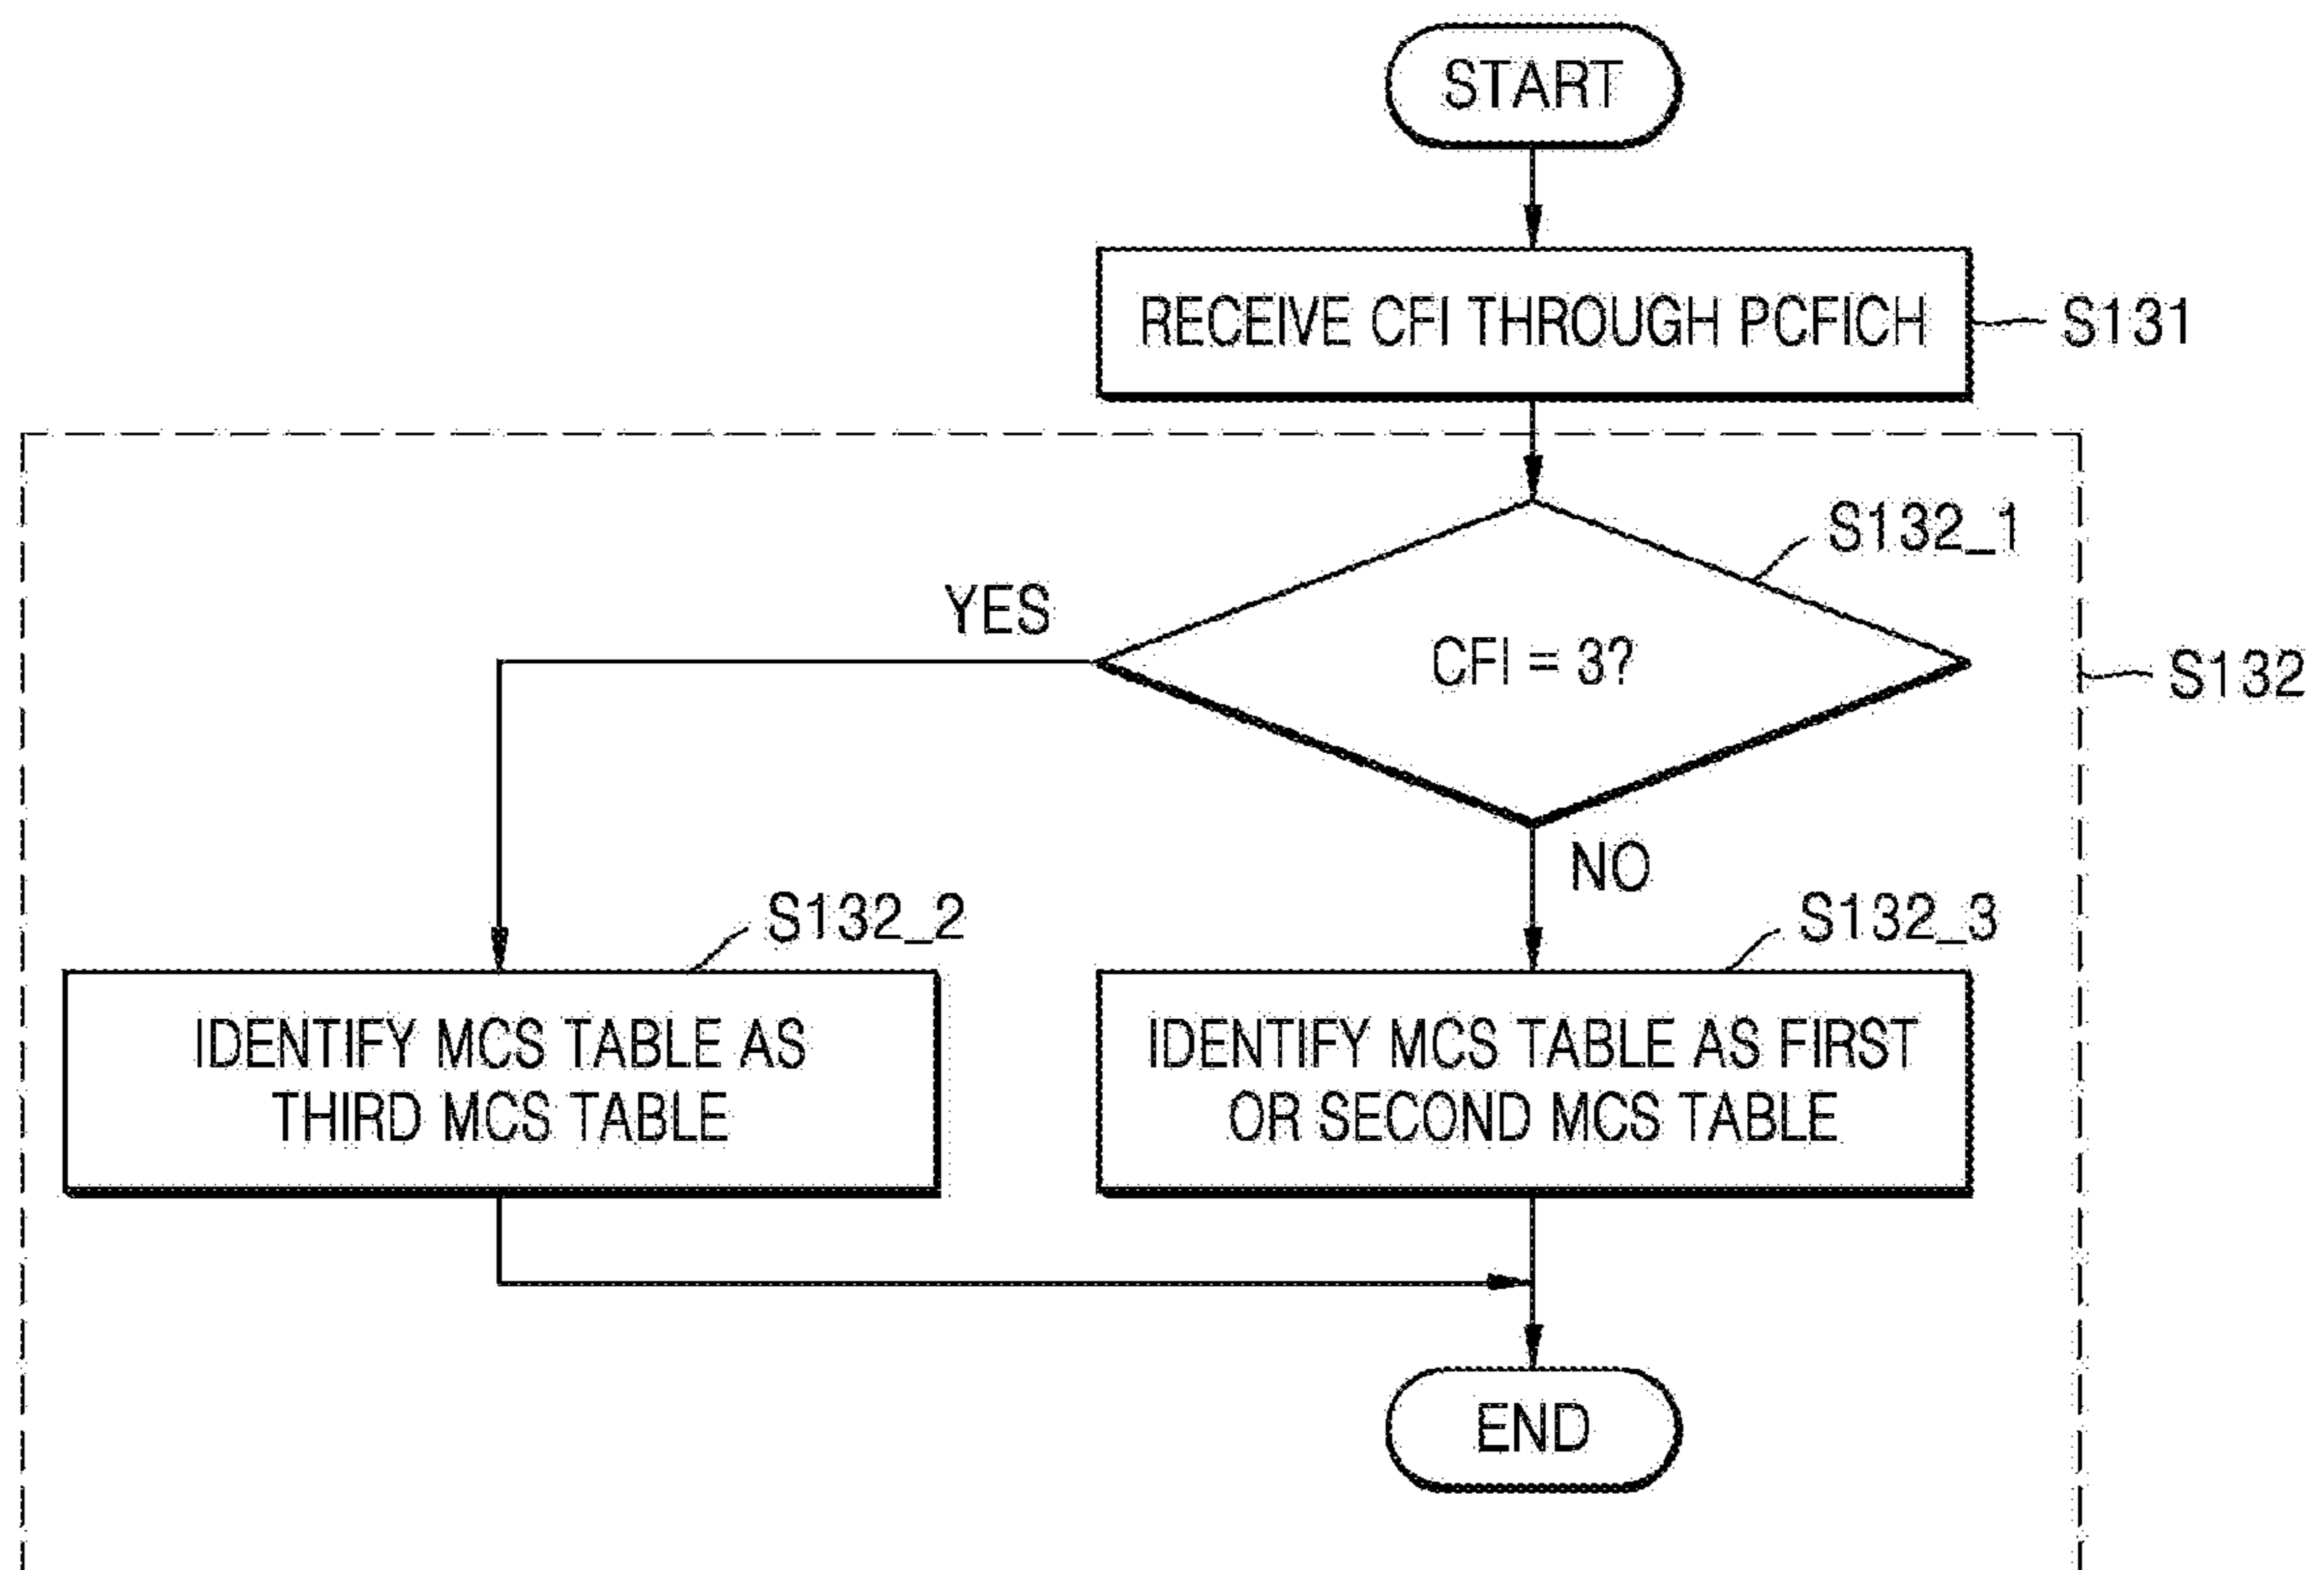 START
RECEIVE CFI THROUGH PCFICH
S131
S132_1
YES
CFI = 3?
S132
NO
S132_2
S132_3
IDENTIFY MCS TABLE AS
THIRD MCS TABLE
IDENTIFY MCS TABLE AS FIRST
OR SECOND MCS TABLE
END